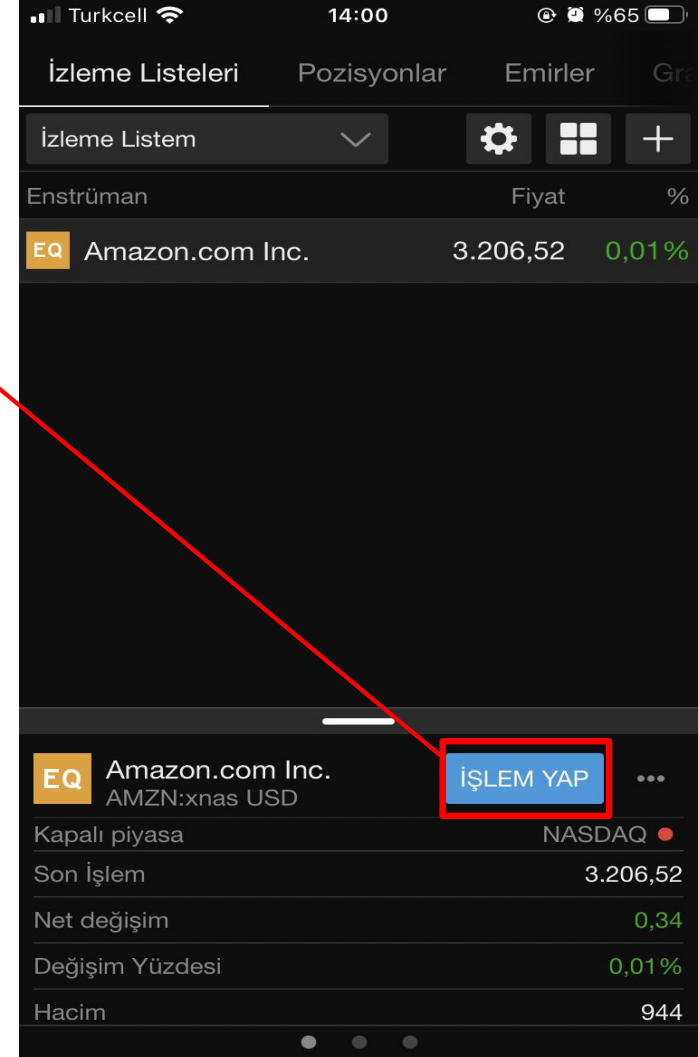 Turkcell 14:00 %65
İzleme Listeleri Pozisyonlar Emirler Gra
İzleme Listem
Enstrüman Fiyat %
EQ Amazon.com Inc. 3.206,52 0,01%
EQ Amazon.com Inc. İŞLEM YAP
AMZN:xnas USD
Kapalı piyasa NASDAQ
Son İşlem 3.206,52
Net değişim 0,34
Değişim Yüzdesi 0,01%
Hacim 944